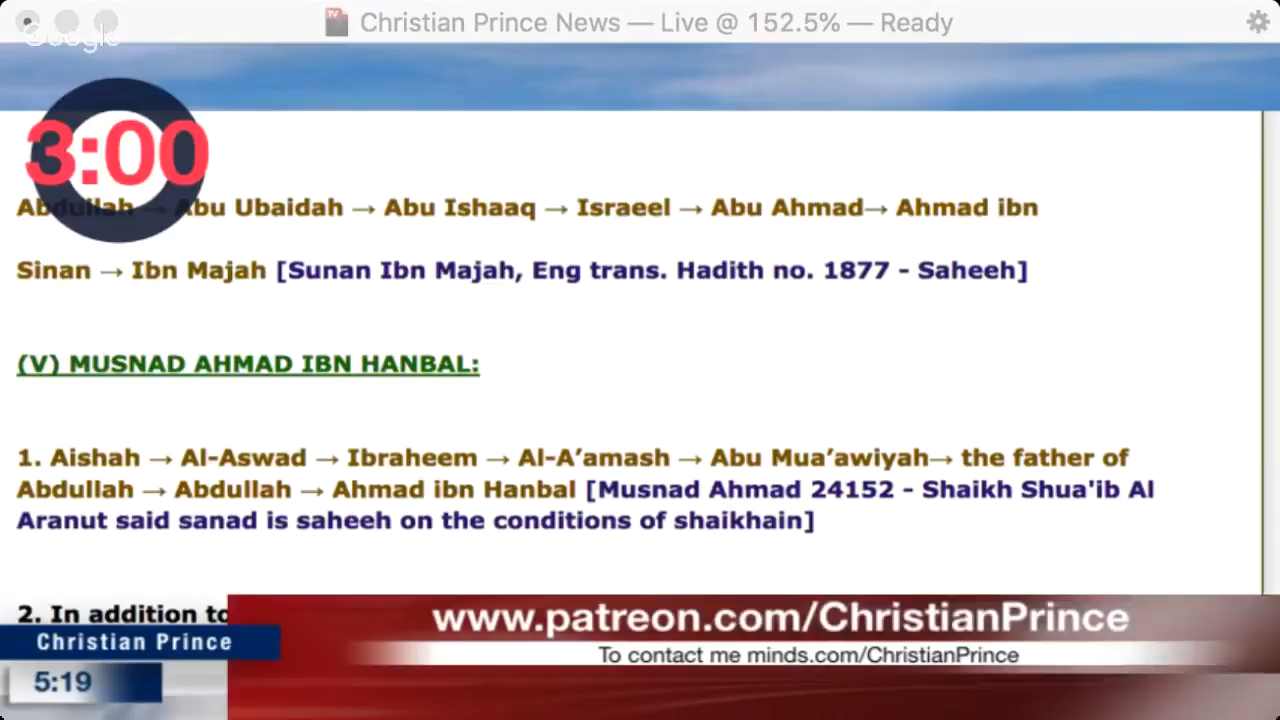 Christian Prince News — Live @ 152.5% — Ready
Google
3:00
Abdullah → Abu Ubaidah → Abu Ishaaq → Israeel → Abu Ahmad→ Ahmad ibn
Sinan → Ibn Majah [Sunan Ibn Majah, Eng trans. Hadith no. 1877 - Saheeh]
(V) MUSNAD AHMAD IBN HANBAL:
1. Aishah → Al-Aswad → Ibraheem → Al-A’amash → Abu Mua’awiyah→ the father of
Abdullah → Abdullah → Ahmad ibn Hanbal [Musnad Ahmad 24152 - Shaikh Shua'ib Al
Aranut said sanad is saheeh on the conditions of shaikhain]
2. In addition to
www.patreon.com/ChristianPrince
Christian Prince
To contact me minds.com/ChristianPrince
5:19